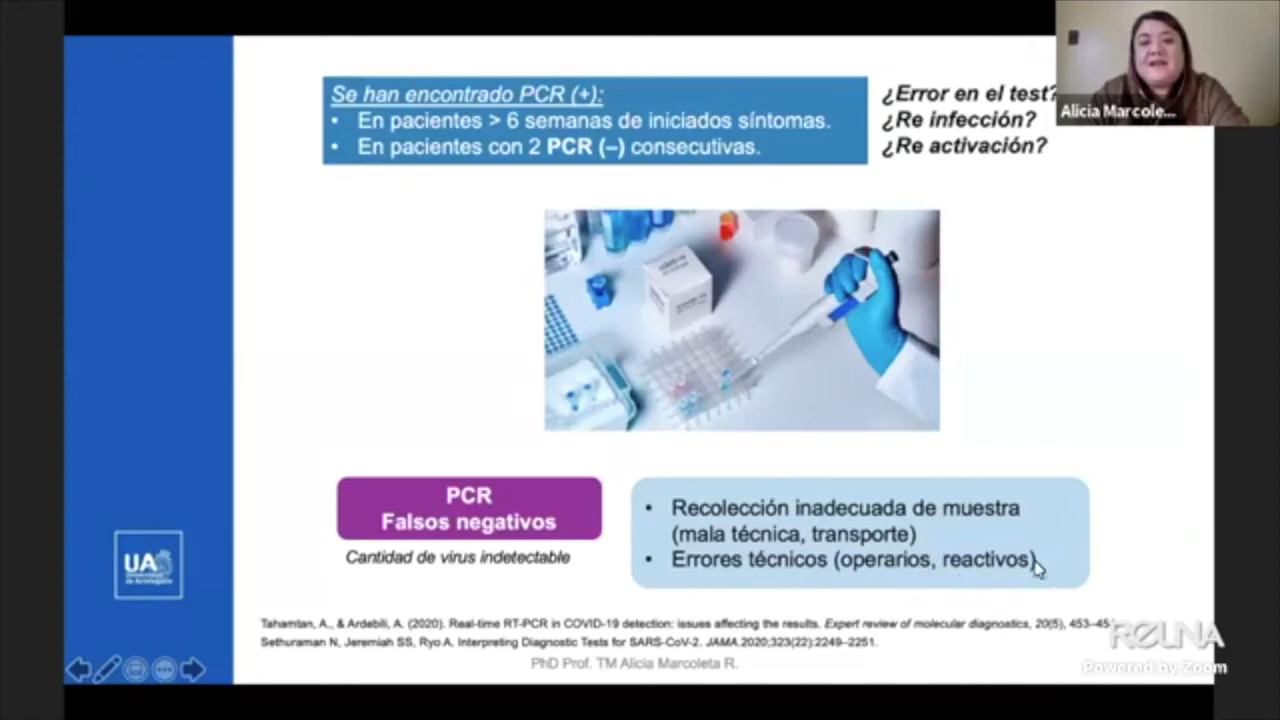 Se han encontrado PCR (+):
• En pacientes > 6 semanas de iniciados síntomas.
• En pacientes con 2 PCR (–) consecutivas.
¿Error en el test?
¿Re infección?
¿Re activación?
Alicia Marcole...
PCR
Falsos negativos
Cantidad de virus indetectable
• Recolección inadecuada de muestra
(mala técnica, transporte)
• Errores técnicos (operarios, reactivos)
UA
Tahamtan, A., & Ardebili, A. (2020). Real-time RT-PCR in COVID-19 detection: issues affecting the results. Expert review of molecular diagnostics, 20(5), 453–45
Sethuraman N, Jeremiah SS, Ryo A. Interpreting Diagnostic Tests for SARS-CoV-2. JAMA.2020;323(22):2249–2251.
PhD Prof. TM Alicia Marcoleta R.
REUNA
Powered by Zoom